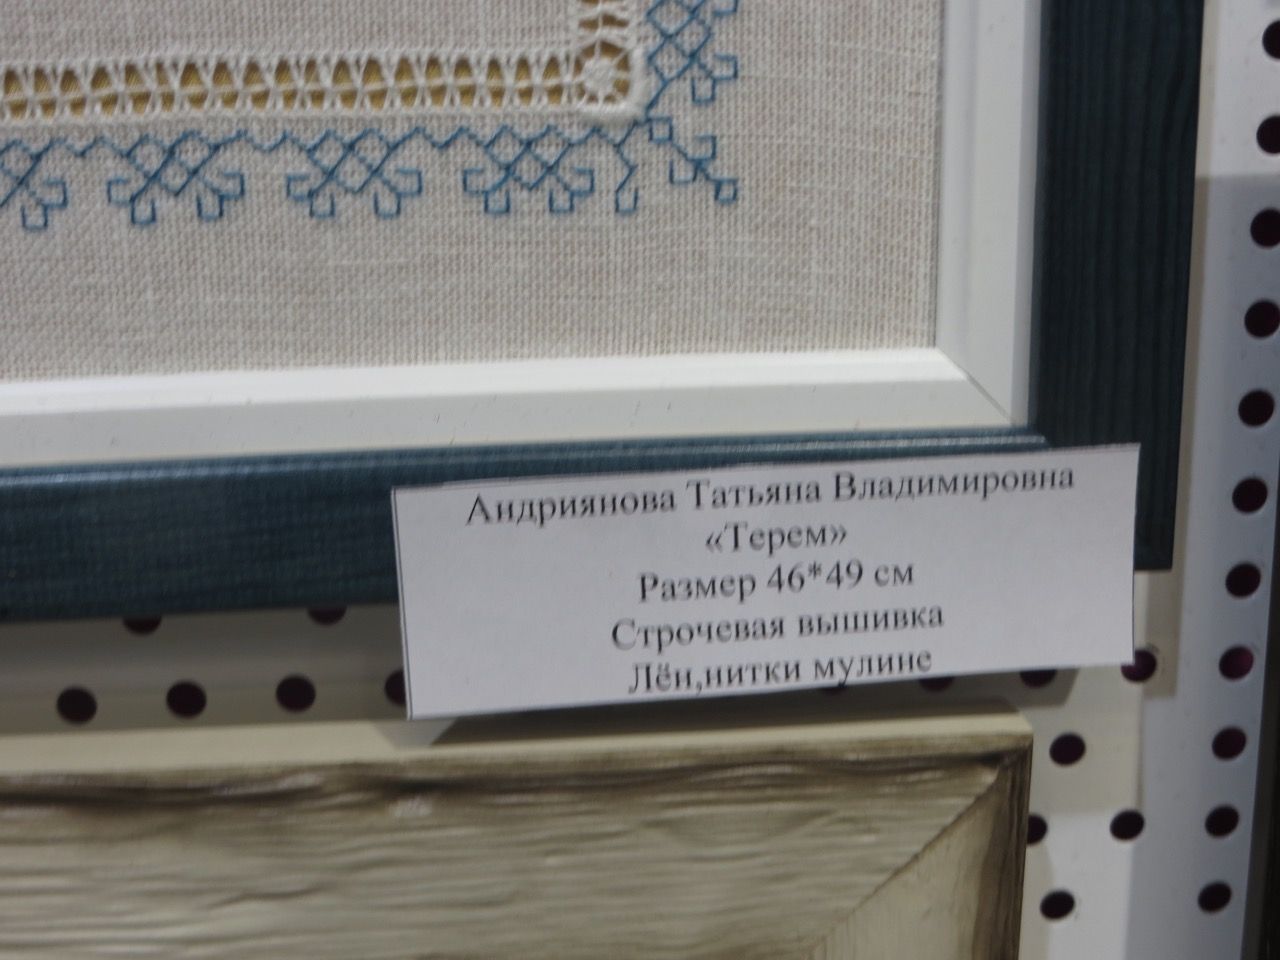 Андриянова Татьяна Владимировна
«Терем»
Размер 46*49 см
Строчевая вышивка
Лён,нитки мулине